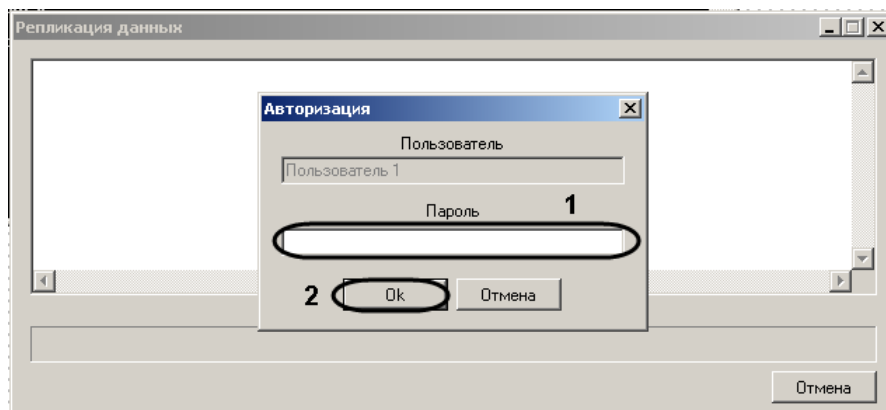 Репликация данных
Авторизация
Пользователь
Пользователь 1
Пароль
1
2
Ok
Отмена
Отмена